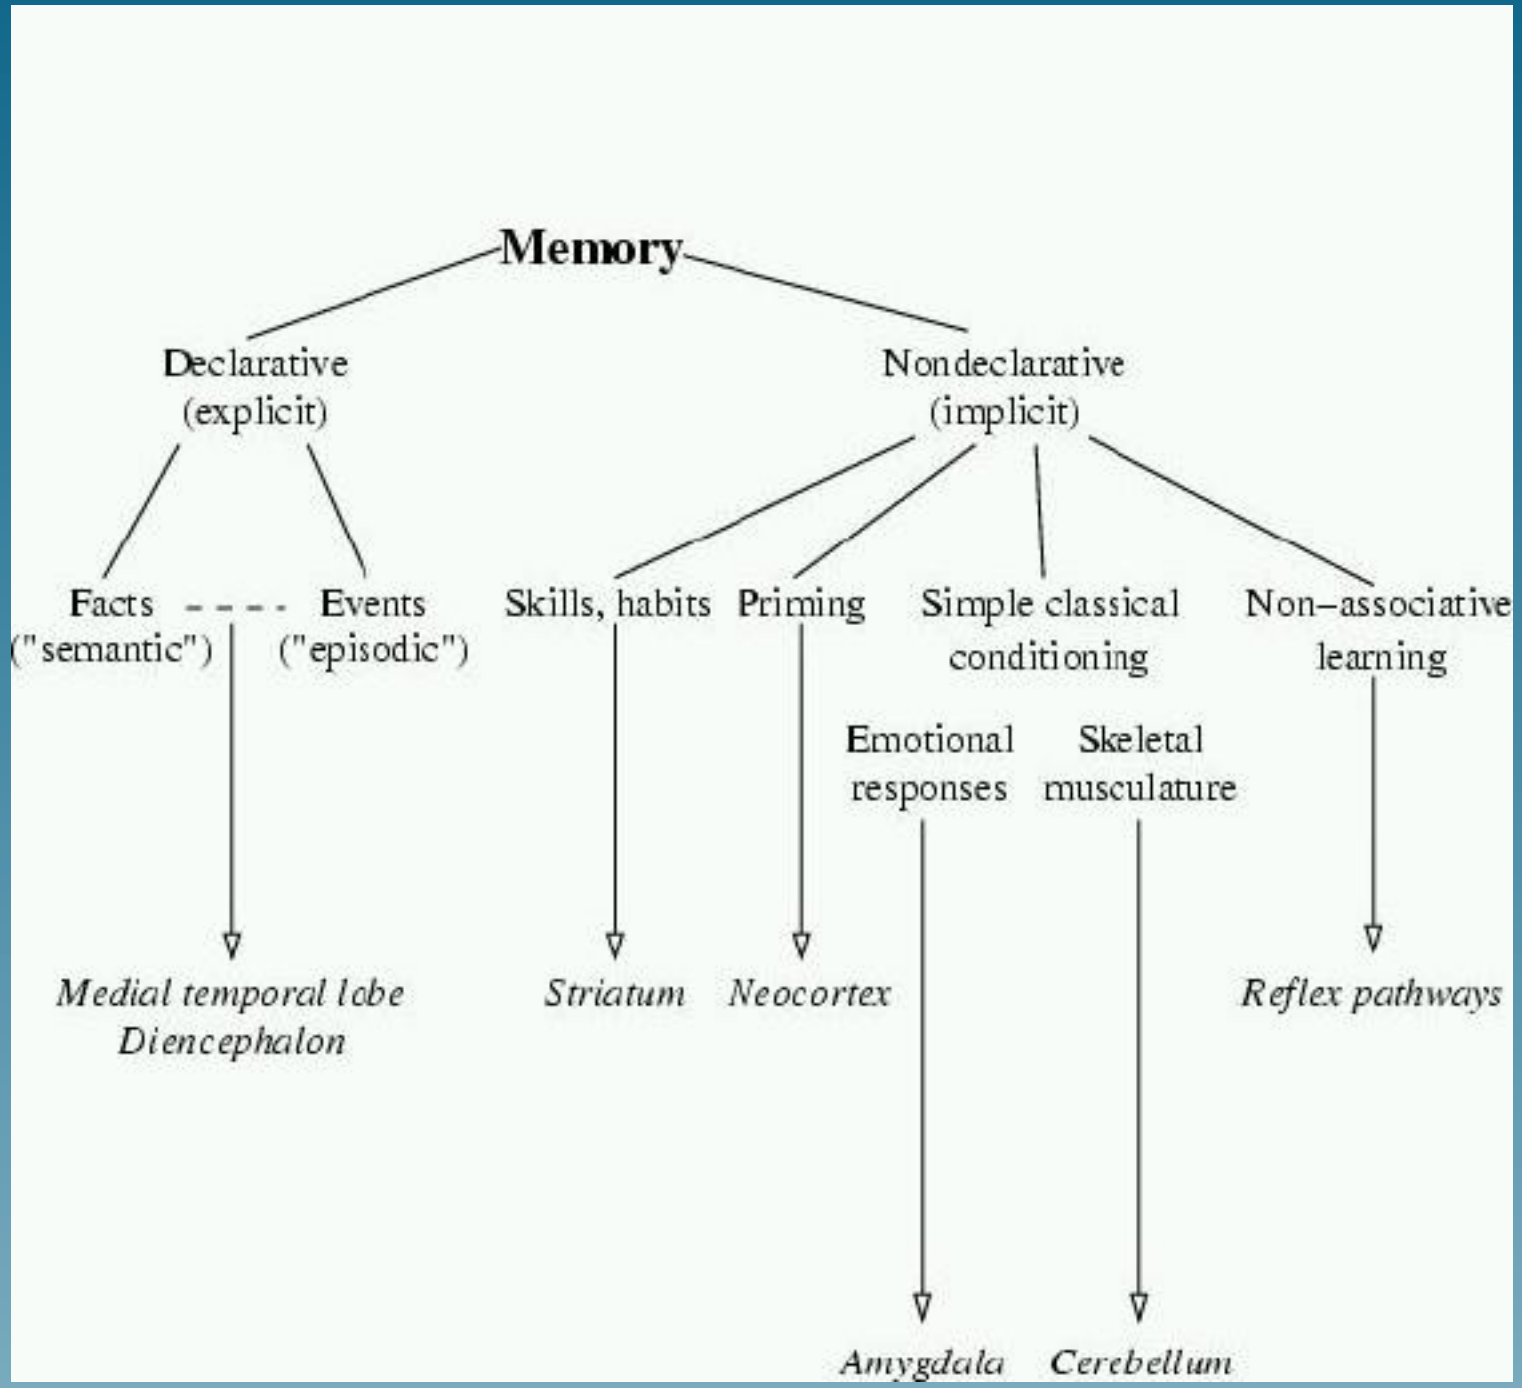 Memory
Declarative
(explicit)
Nondeclarative
(implicit)
Facts
("semantic")
Events
("episodic")
Skills, habits
Priming
Simple classical
conditioning
Non-associative
learning
Emotional
responses
Skeletal
musculature
Medial temporal lobe
Diencephalon
Striatum
Neocortex
Reflex pathways
Amygdala
Cerebellum